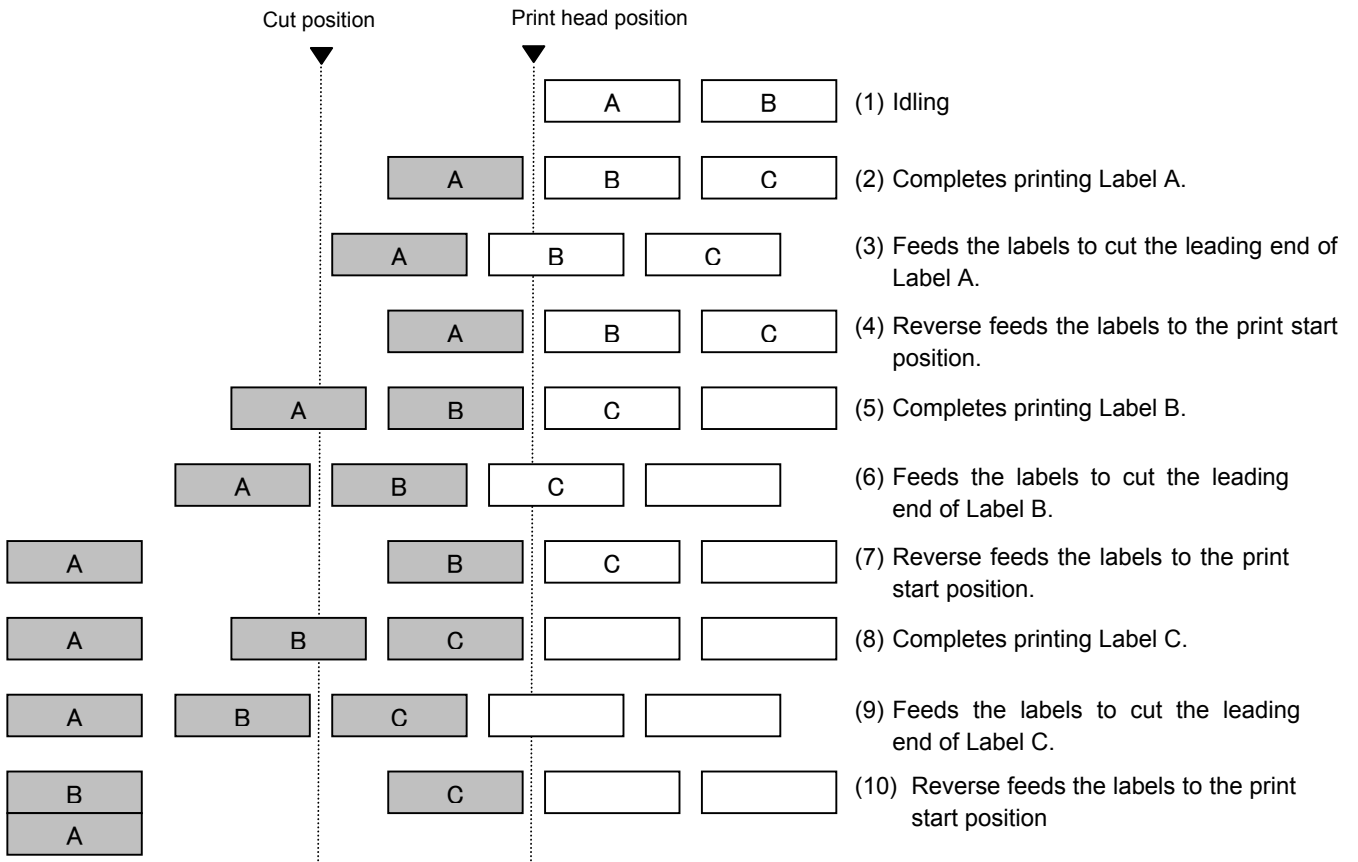 Cut position Print head position
A B (1) Idling
A B C (2) Completes printing Label A.
A B C (3) Feeds the labels to cut the leading end of
Label A.
A B C (4) Reverse feeds the labels to the print start
position.
A B C (5) Completes printing Label B.
A B C (6) Feeds the labels to cut the leading
end of Label B.
A B C (7) Reverse feeds the labels to the print
start position.
A B C (8) Completes printing Label C.
A B C (9) Feeds the labels to cut the leading
end of Label C.
B C (10) Reverse feeds the labels to the print
start position
A